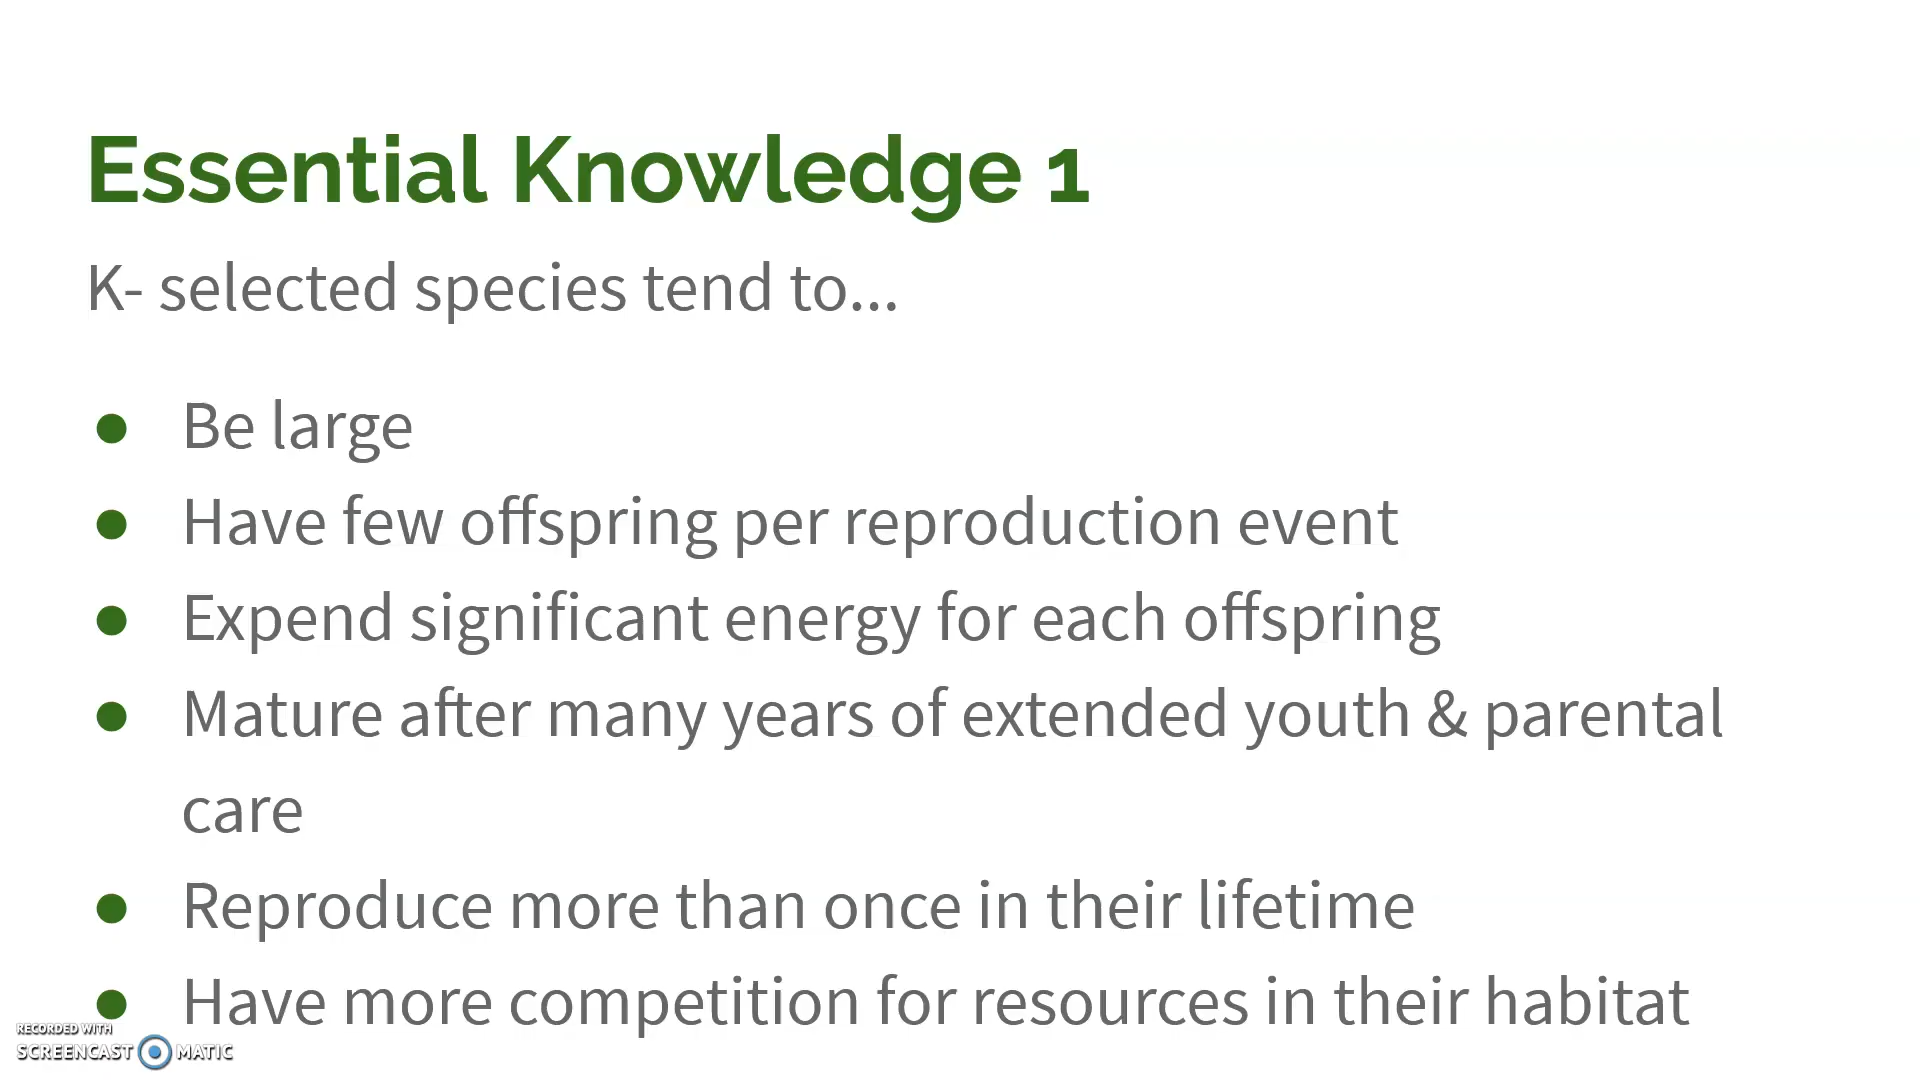 Essential Knowledge 1
K- selected species tend to...
● Be large
● Have few offspring per reproduction event
● Expend significant energy for each offspring
● Mature after many years of extended youth & parental
care
● Reproduce more than once in their lifetime
● Have more competition for resources in their habitat
RECORDED WITH
SCREENCAST MATIC